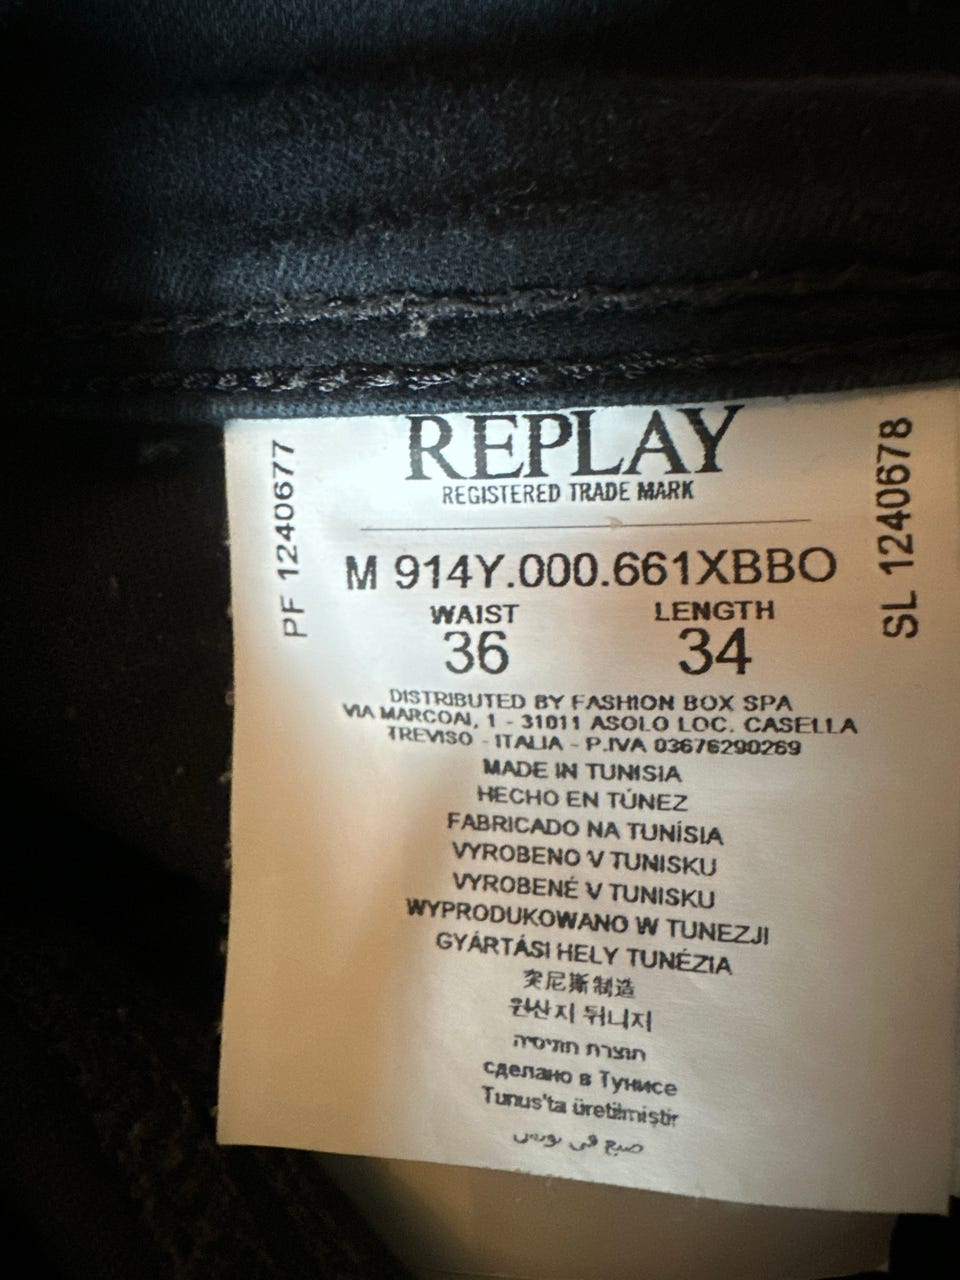 REPLAY
REGISTERED TRADE MARK
PF 1240677
SL 1240678
M 914Y.000.661XBBO
WAIST LENGTH
36 34
DISTRIBUTED BY FASHION BOX SPA
VIA MARCONI, 1 - 31011 ASOLO LOC. CASELLA
TREVISO - ITALIA - P.IVA 03676290269
MADE IN TUNISIA
HECHO EN TÚNEZ
FABRICADO NA TUNÍSIA
VYROBENO V TUNISKU
VYROBENÉ V TUNISKU
WYPRODUKOWANO W TUNEZJI
GYÁRTÁSI HELY TUNÉZIA
突尼斯制造
원산지 튀니지
תוצרת
сделано в Тунисе
Tunus'ta üretilmiştir
صنع في تونس